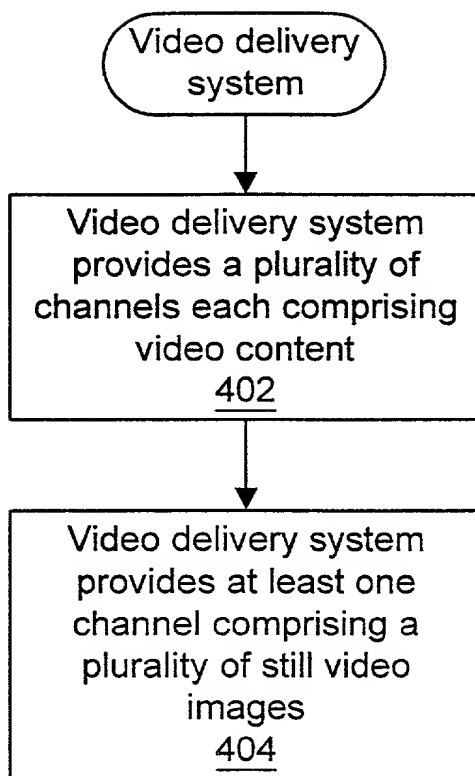 Video delivery
system
Video delivery system
provides a plurality of
channels each comprising
video content
402
Video delivery system
provides at least one
channel comprising a
plurality of still video
images
404